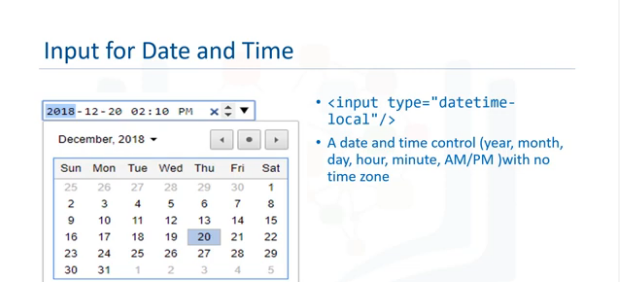 Input for Date and Time
2018-12-20 02:10 PM
December, 2018
Sun Mon Tue Wed Thu Fri Sat
25 26 27 28 29 30 1
2 3 4 5 6 7 8
9 10 11 12 13 14 15
16 17 18 19 20 21 22
23 24 25 26 27 28 29
30 31 1 2 3 4 5
• <input type="datetime-
local"/>
• A date and time control (year, month,
day, hour, minute, AM/PM )with no
time zone